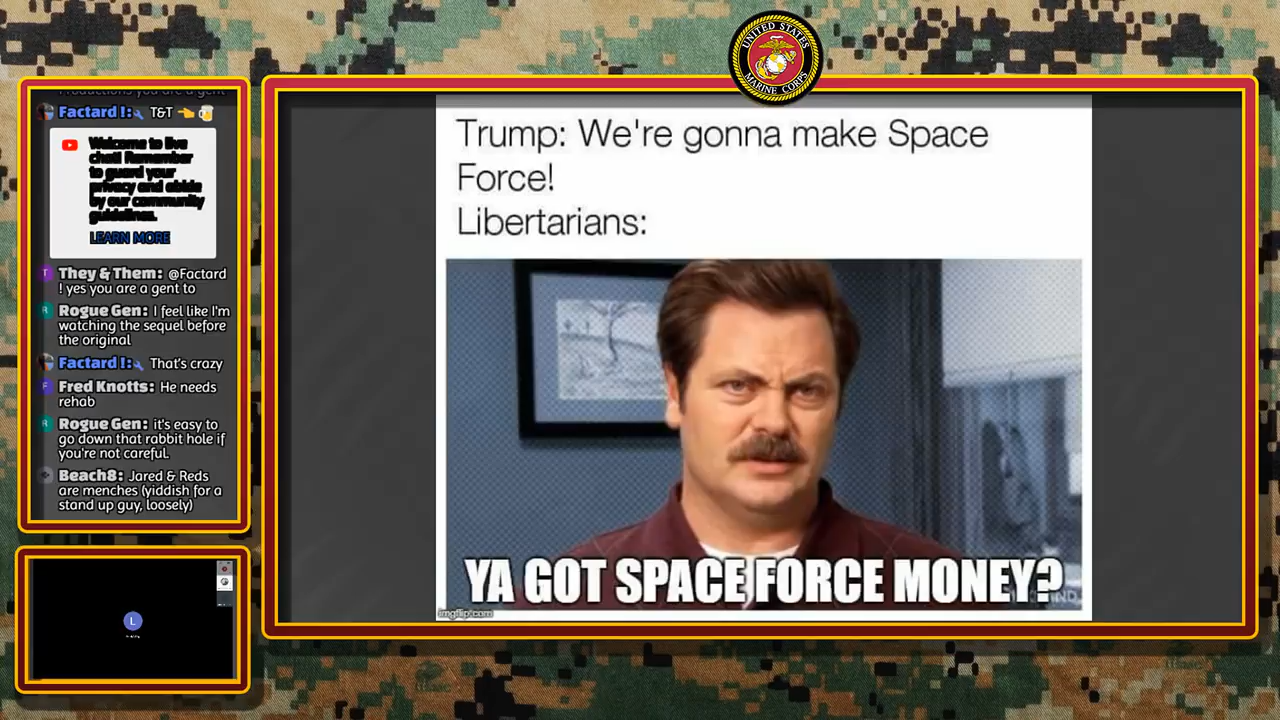 UNITED STATES
MARINE CORPS
Productions you are a gent
Factard !: T&T
Welcome to live
chat! Remember
to guard your
privacy and abide
by our community
guidelines.
LEARN MORE
They & Them: @Factard
! yes you are a gent to
Rogue Gen: I feel like I'm
watching the sequel before
the original
Factard !: That's crazy
Fred Knotts: He needs
rehab
Rogue Gen: it's easy to
go down that rabbit hole if
you're not careful.
Beach8: Jared & Reds
are menches (yiddish for a
stand up guy, loosely)
L
Trump: We're gonna make Space
Force!
Libertarians:
YA GOT SPACE FORCE MONEY?
imgflip.com